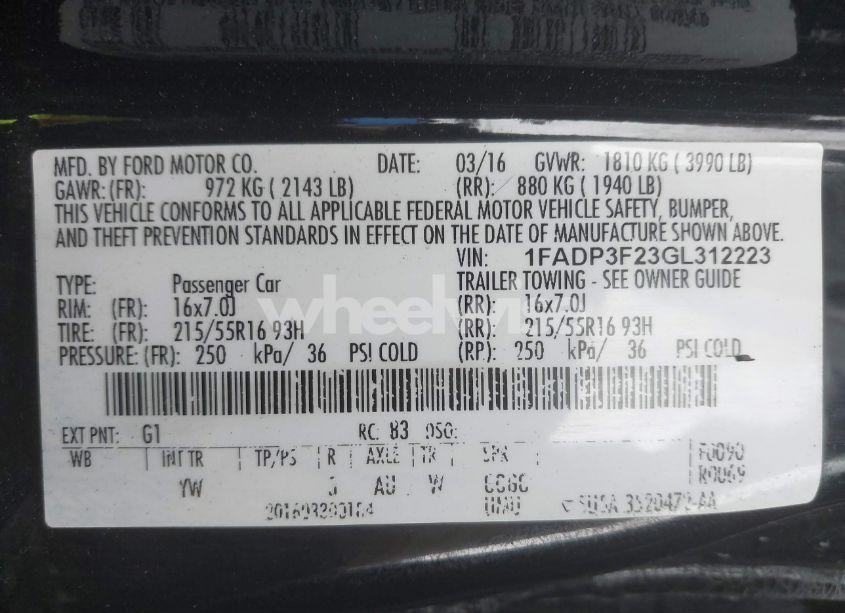 MFD. BY FORD MOTOR CO. DATE: 03/16 GVWR: 1810 KG ( 3990 LB)
GAWR: (FR): 972 KG ( 2143 LB) (RR): 880 KG ( 1940 LB)
THIS VEHICLE CONFORMS TO ALL APPLICABLE FEDERAL MOTOR VEHICLE SAFETY, BUMPER,
AND THEFT PREVENTION STANDARDS IN EFFECT ON THE DATE OF MANUFACTURE SHOWN ABOVE.
VIN: 1FADP3F23GL312223
TYPE: Passenger Car TRAILER TOWING - SEE OWNER GUIDE
RIM: (FR): 16x7.0J (RR): 16x7.0J
TIRE: (FR): 215/55R16 93H (RR): 215/55R16 93H
PRESSURE: (FR): 250 kPa/ 36 PSI COLD (RR): 250 kPa/ 36 PSI COLD
EXT PNT: G1 RC: 83 DSO:
WB INT TR TP/PS R AXLE TR SPR F0090
YW AU W R0069